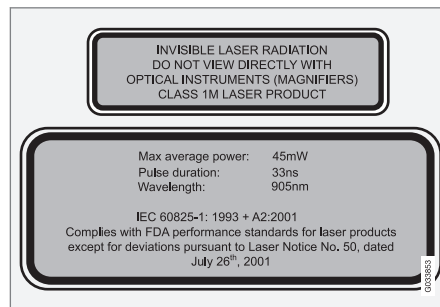 INVISIBLE LASER RADIATION
DO NOT VIEW DIRECTLY WITH
OPTICAL INSTRUMENTS (MAGNIFIERS)
CLASS 1M LASER PRODUCT
Max average power: 45mW
Pulse duration: 33ns
Wavelength: 905nm
IEC 60825-1: 1993 + A2:2001
Complies with FDA performance standards for laser products
except for deviations pursuant to Laser Notice No. 50, dated
July 26th, 2001
G033853